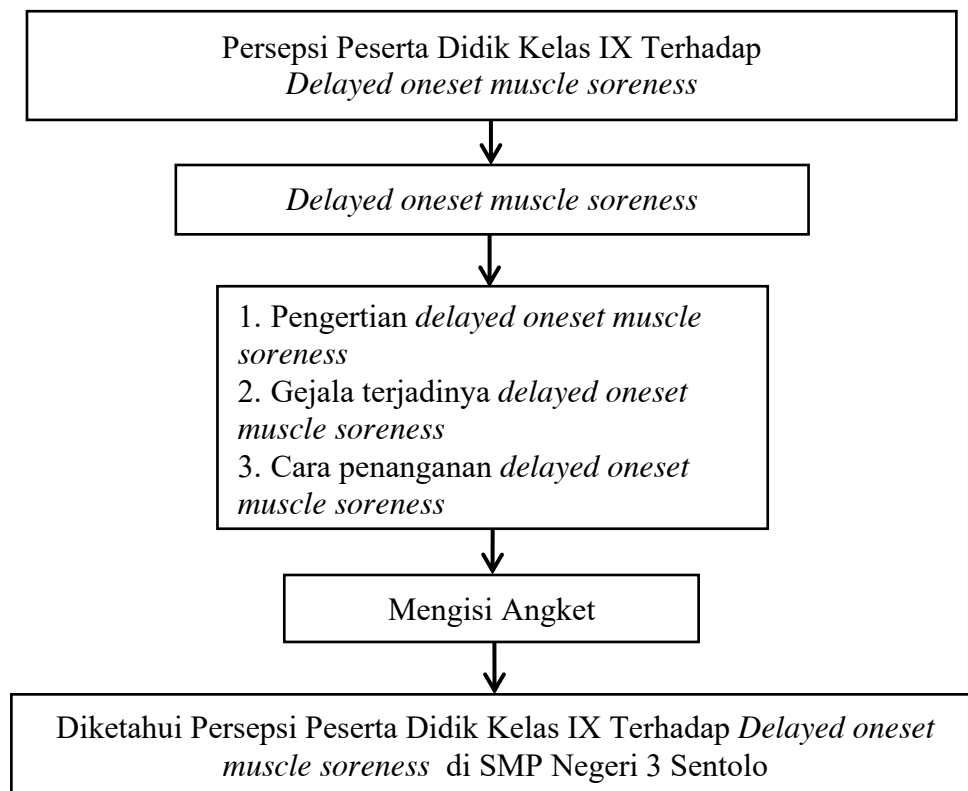 Persepsi Peserta Didik Kelas IX Terhadap
Delayed oneset muscle soreness
Delayed oneset muscle soreness
1. Pengertian delayed oneset muscle
soreness
2. Gejala terjadinya delayed oneset
muscle soreness
3. Cara penanganan delayed oneset
muscle soreness
Mengisi Angket
Diketahui Persepsi Peserta Didik Kelas IX Terhadap Delayed oneset
muscle soreness di SMP Negeri 3 Sentolo